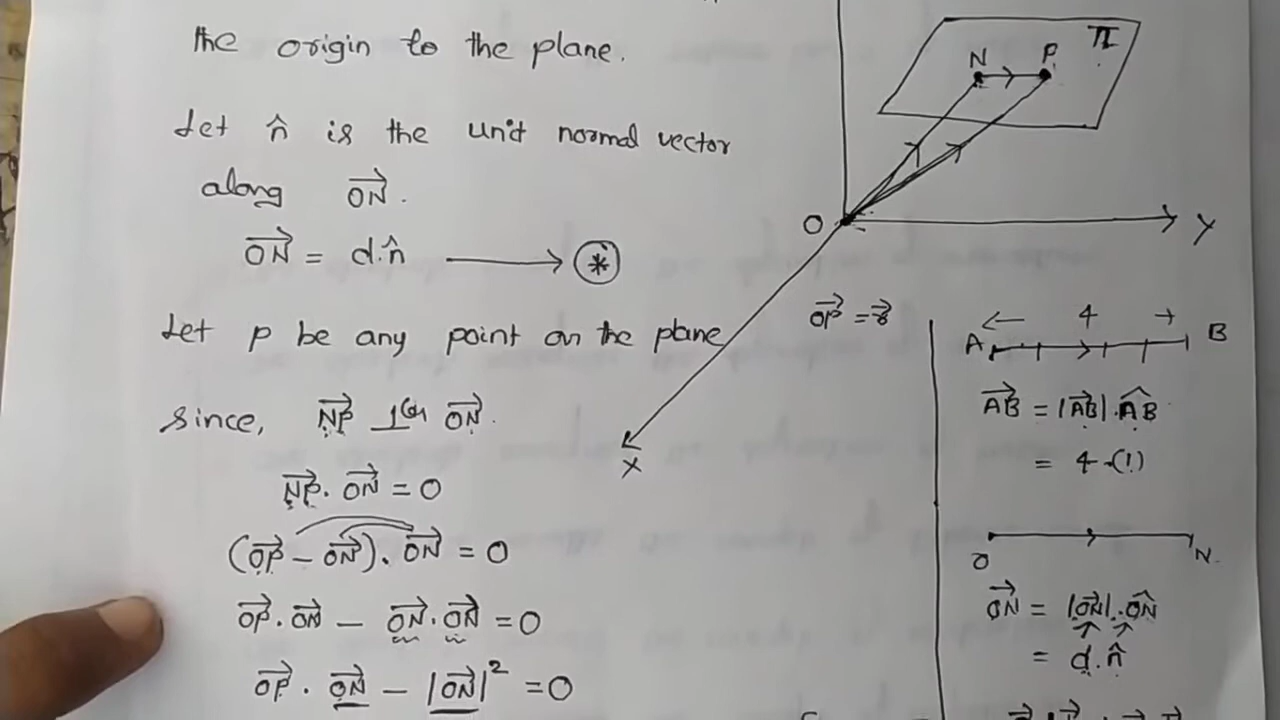 the origin to the plane.
Let n̂ is the unit normal vector
along ON⃗.
ON⃗ = d.n̂ ⟶ (*)
Let P be any point on the plane
since, NP⃗ ⊥lar ON⃗.
NP⃗. ON⃗ = 0
(OP⃗ – ON⃗). ON⃗ = 0
OP⃗. ON⃗ – ON⃗. ON⃗ = 0
OP⃗ . ON⃗ – |ON⃗|² = 0
π
N P
O
Y
X
OP⃗ = r⃗
← 4 →
A B
AB⃗ = |AB⃗|.AB̂
= 4.(1)
O N.
ON⃗ = |ON⃗|.ON̂
= d.n̂